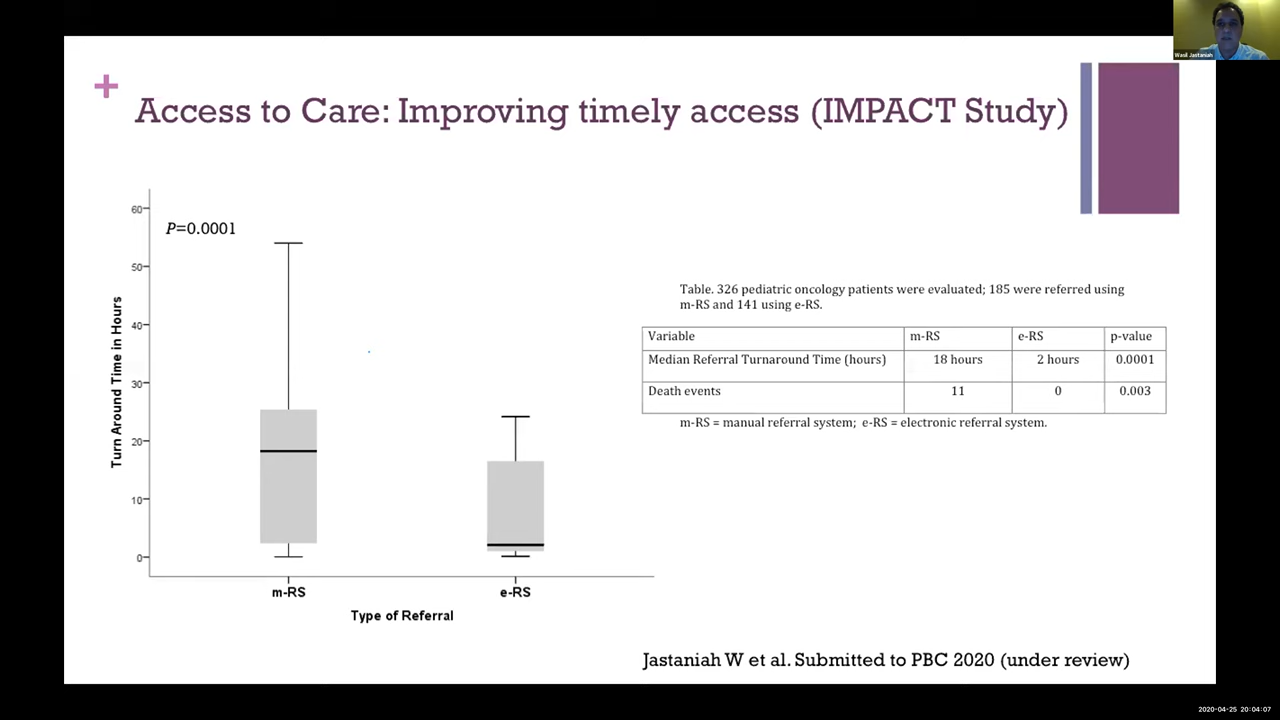 Wasil Jastaniah
+
Access to Care: Improving timely access (IMPACT Study)
P=0.0001
60
50
40
30
20
10
0
Turn Around Time in Hours
m-RS
e-RS
Type of Referral
Table. 326 pediatric oncology patients were evaluated; 185 were referred using
m-RS and 141 using e-RS.
Variable m-RS e-RS p-value
Median Referral Turnaround Time (hours) 18 hours 2 hours 0.0001
Death events 11 0 0.003
m-RS = manual referral system; e-RS = electronic referral system.
Jastaniah W et al. Submitted to PBC 2020 (under review)
2020-04-25 20:04:07